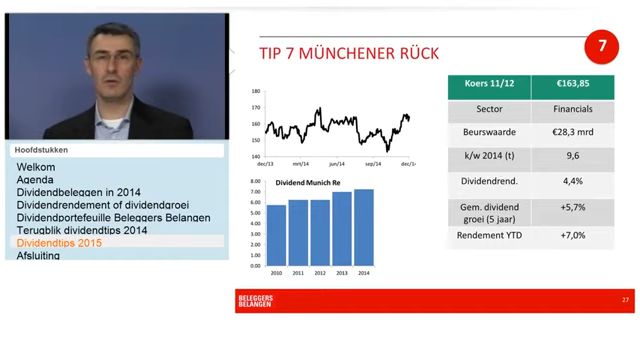 Hoofdstukken
Welkom
Agenda
Dividendbeleggen in 2014
Dividendrendement of dividendgroei
Dividendportefeuille Beleggers Belangen
Terugblik dividendtips 2014
Dividendtips 2015
Afsluiting
TIP 7 MÜNCHENER RÜCK
7
180
170
160
150
140
dec/13 mrt/14 jun/14 sep/14 dec/14
Dividend Munich Re
8.00
7.00
6.00
5.00
4.00
3.00
2.00
1.00
0.00
2010 2011 2012 2013 2014
Koers 11/12 €163,85
Sector Financials
Beurswaarde €28,3 mrd
k/w 2014 (t) 9,6
Dividendrend. 4,4%
Gem. dividend
groei (5 jaar) +5,7%
Rendement YTD +7,0%
BELEGGERS
BELANGEN
27